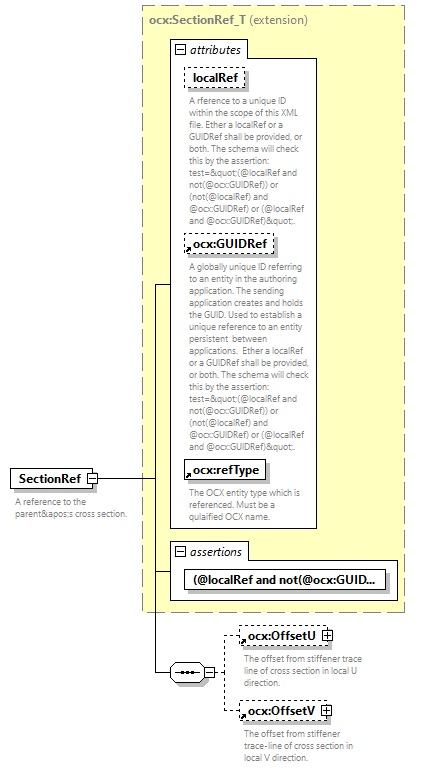 ocx:SectionRef_T (extension)
attributes
localRef
A rference to a unique ID
within the scope of this XML
file. Ether a localRef or a
GUIDRef shall be provided, or
both. The schema will check
this by the assertion:
test=&quot;(@localRef and
not(@ocx:GUIDRef)) or
(not(@localRef) and
@ocx:GUIDRef) or (@localRef
and @ocx:GUIDRef)&quot;.
ocx:GUIDRef
A globally unique ID referring
to an entity in the authoring
application. The sending
application creates and holds
the GUID. Used to establish a
unique reference to an entity
persistent  between
applications.  Ether a localRef
or a GUIDRef shall be provided,
or both. The schema will check
this by the assertion:
test=&quot;(@localRef and
not(@ocx:GUIDRef)) or
(not(@localRef) and
@ocx:GUIDRef) or (@localRef
and @ocx:GUIDRef)&quot;.
ocx:refType
The OCX entity type which is
referenced. Must be a
qulaified OCX name.
SectionRef
A reference to the
parent&apos;s cross section.
assertions
(@localRef and not(@ocx:GUID...
ocx:OffsetU
The offset from stiffener trace
line of cross section in local U
direction.
ocx:OffsetV
The offset from stiffener
trace-line of cross section in
local V direction.